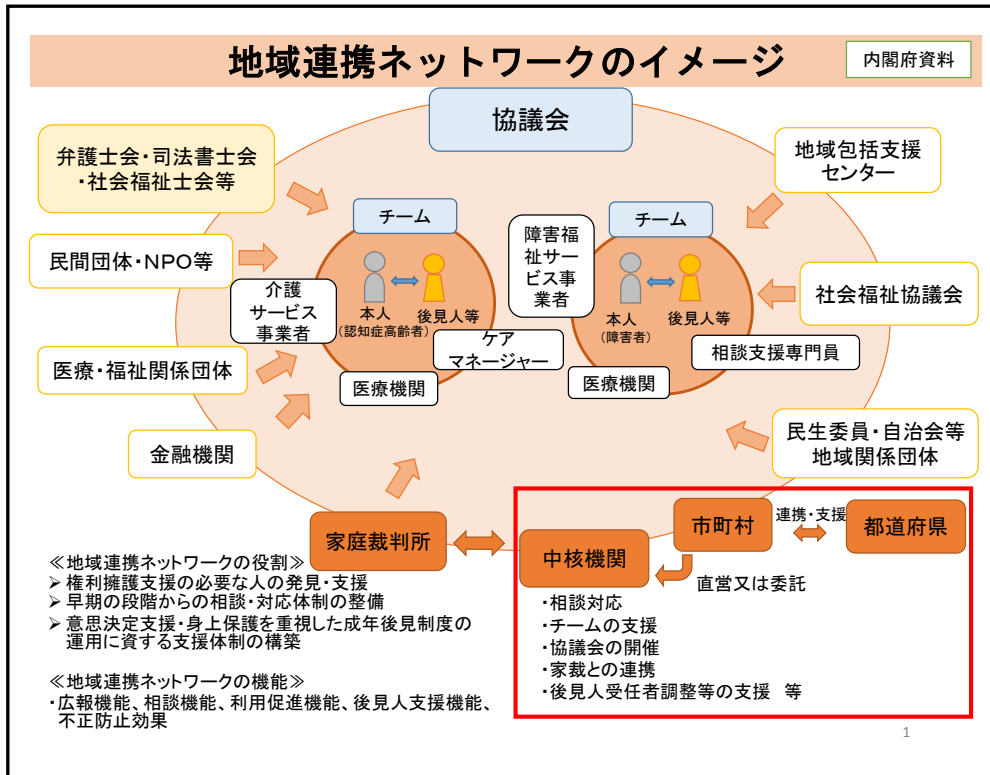 地域連携ネットワークのイメージ
内閣府資料
協議会
弁護士会・司法書士会
・社会福祉士会等
地域包括支援
センター
チーム
本人
(認知症高齢者)
後見人等
介護
サービス
事業者
ケア
マネージャー
医療機関
チーム
障害福
祉サー
ビス事
業者
本人
(障害者)
後見人等
相談支援専門員
医療機関
民間団体・NPO等
社会福祉協議会
医療・福祉関係団体
金融機関
民生委員・自治会等
地域関係団体
家庭裁判所
中核機関
市町村
連携・支援
都道府県
直営又は委託
・相談対応
・チームの支援
・協議会の開催
・家裁との連携
・後見人受任者調整等の支援 等
≪地域連携ネットワークの役割≫
➢ 権利擁護支援の必要な人の発見・支援
➢ 早期の段階からの相談・対応体制の整備
➢ 意思決定支援・身上保護を重視した成年後見制度の
運用に資する支援体制の構築
≪地域連携ネットワークの機能≫
・広報機能、相談機能、利用促進機能、後見人支援機能、
不正防止効果
1